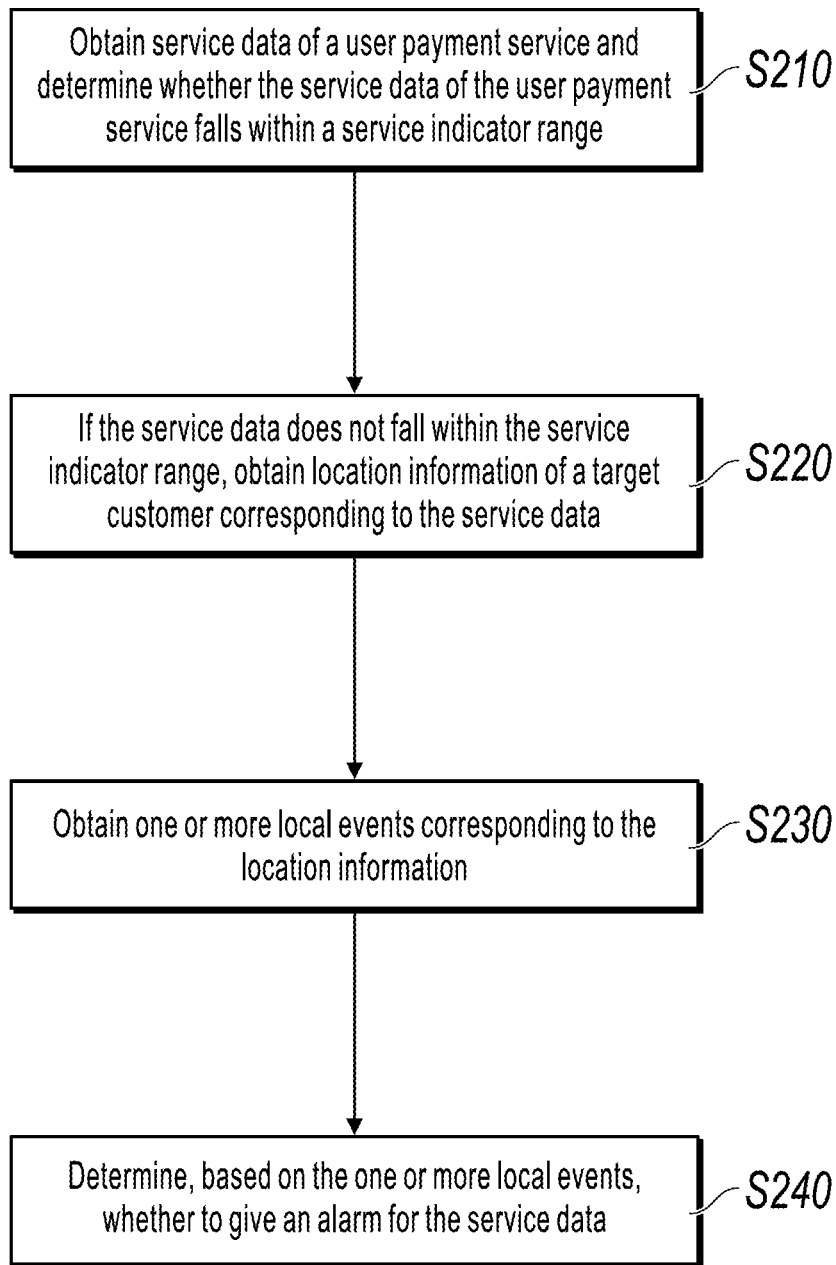 Obtain service data of a user payment service and
determine whether the service data of the user payment
service falls within a service indicator range
S210
If the service data does not fall within the service
indicator range, obtain location information of a target
customer corresponding to the service data
S220
Obtain one or more local events corresponding to the
location information
S230
Determine, based on the one or more local events,
whether to give an alarm for the service data
S240